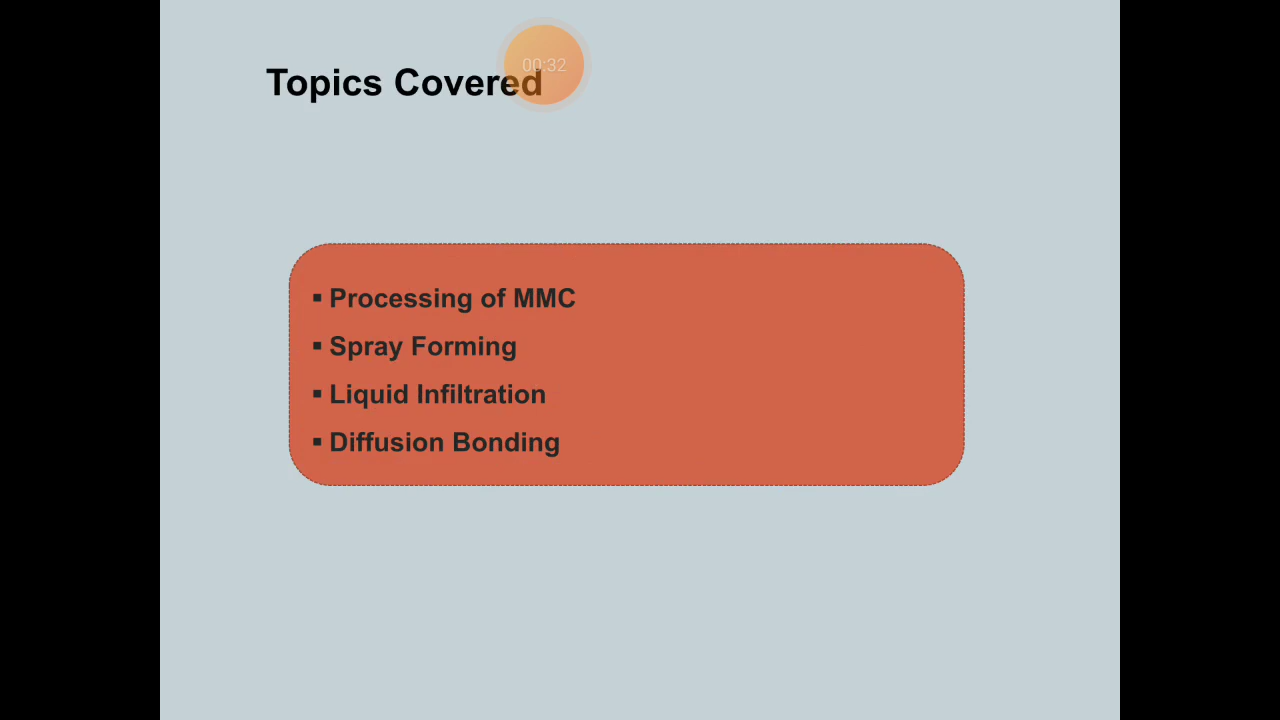 Topics Covered
00:32
▪ Processing of MMC
▪ Spray Forming
▪ Liquid Infiltration
▪ Diffusion Bonding